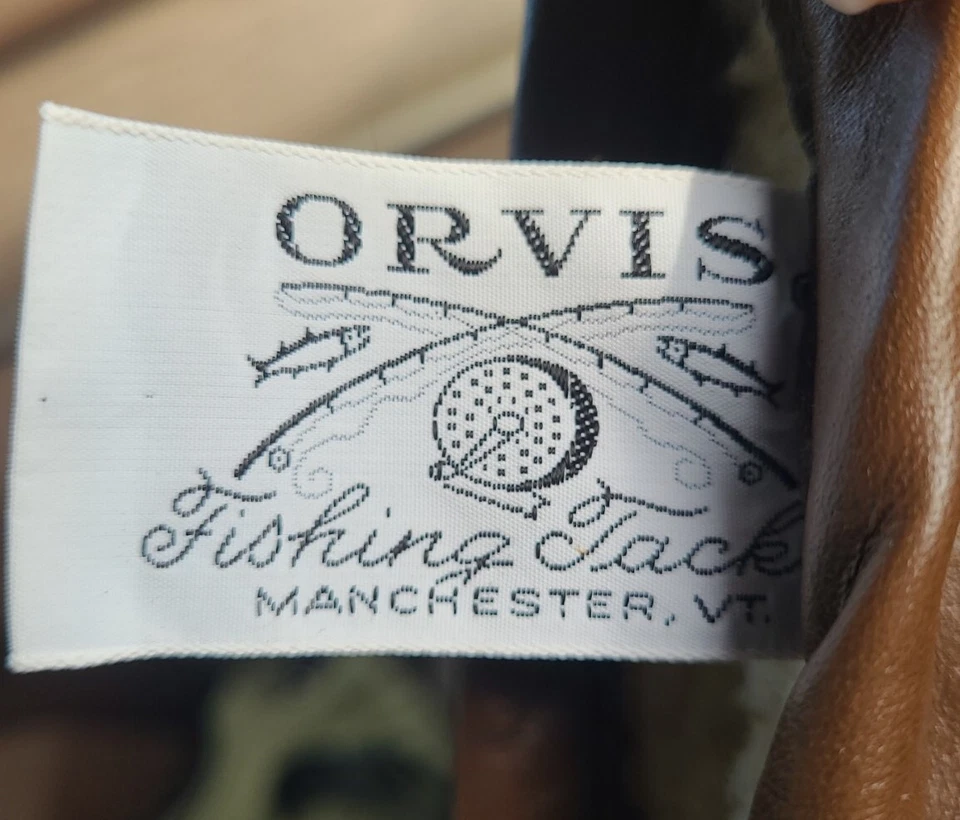 ORVIS
Fishing Tack
MANCHESTER, VT.